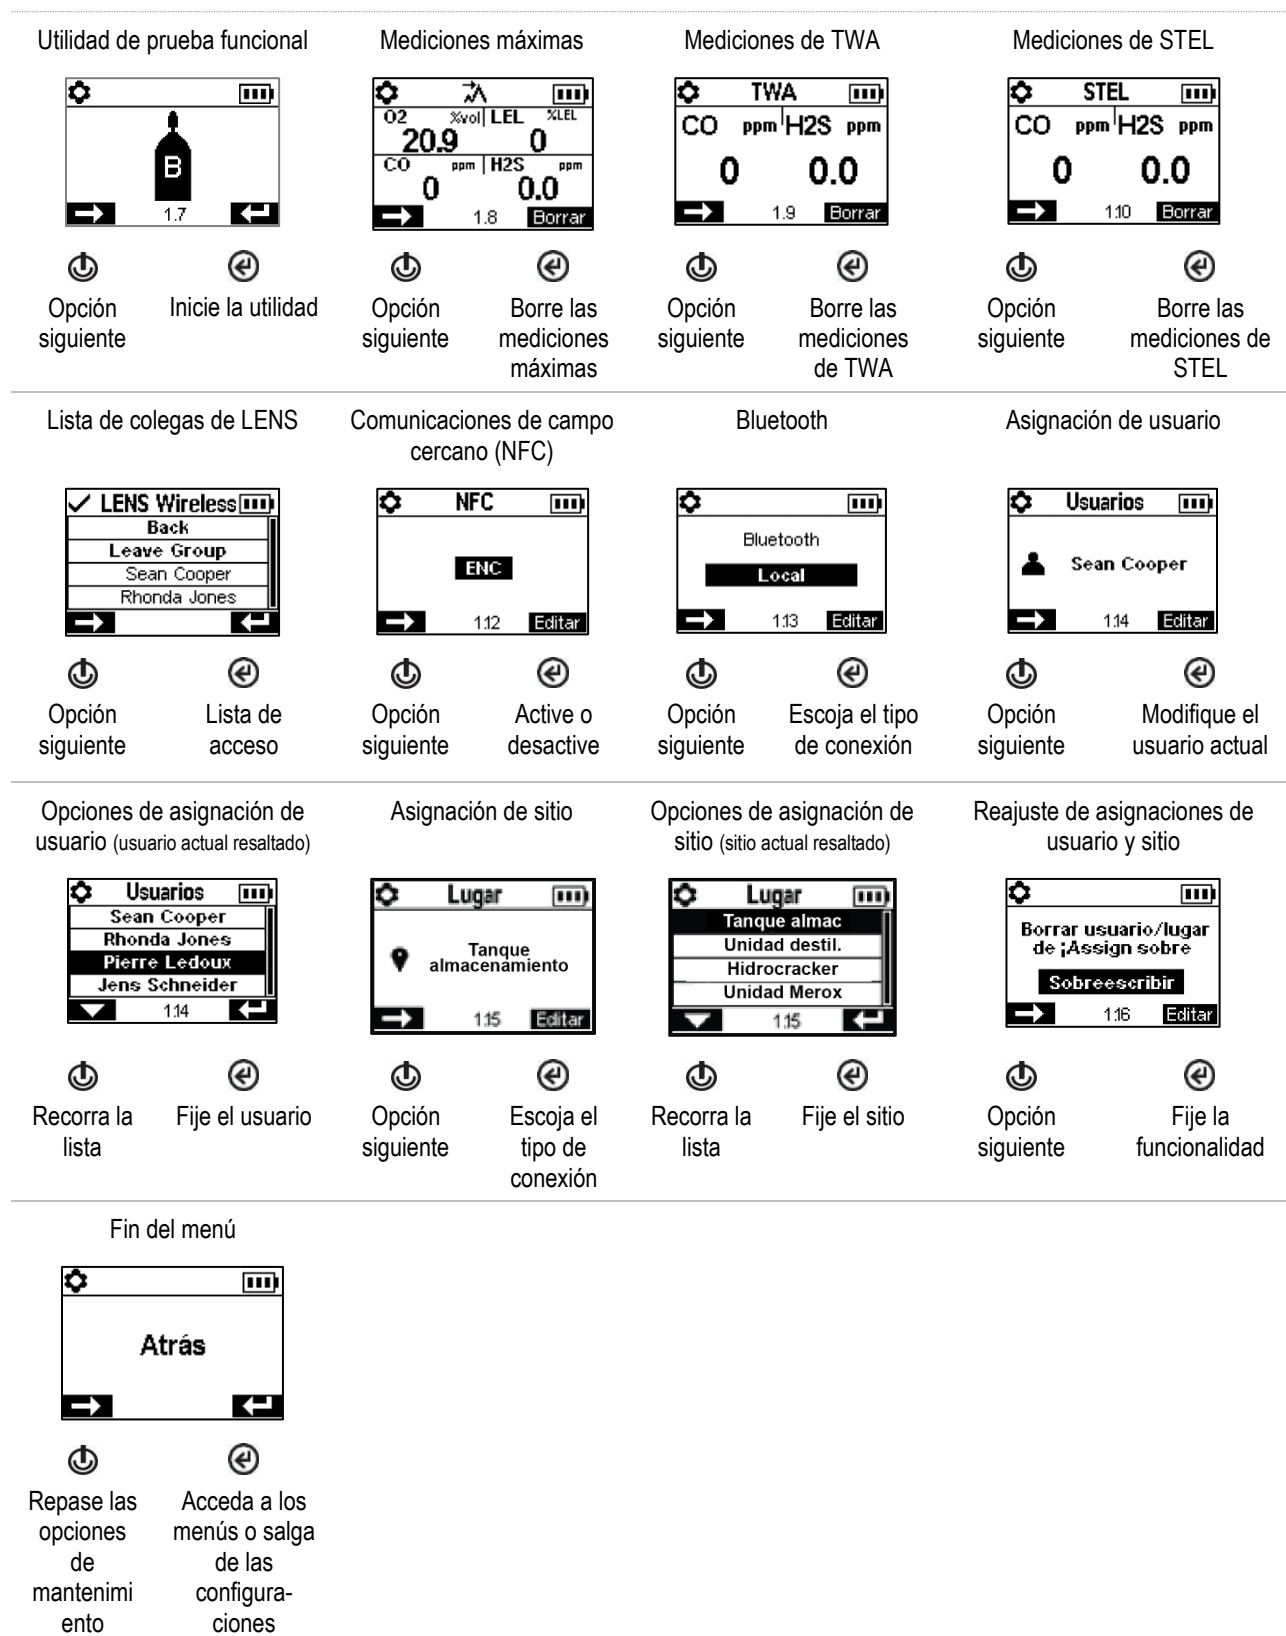 Utilidad de prueba funcional
B
1.7
Opción
siguiente
Inicie la utilidad
Mediciones máximas
O2 %vol LEL %LEL
20.9 0
CO ppm H2S ppm
0 0.0
1.8 Borrar
Opción
siguiente
Borre las
mediciones
máximas
Mediciones de TWA
TWA
CO ppm H2S ppm
0 0.0
1.9 Borrar
Opción
siguiente
Borre las
mediciones
de TWA
Mediciones de STEL
STEL
CO ppm H2S ppm
0 0.0
1.10 Borrar
Opción
siguiente
Borre las
mediciones de
STEL
Lista de colegas de LENS
LENS Wireless
Back
Leave Group
Sean Cooper
Rhonda Jones
Opción
siguiente
Lista de
acceso
Comunicaciones de campo
cercano (NFC)
NFC
ENC
1.12 Editar
Opción
siguiente
Active o
desactive
Bluetooth
Bluetooth
Local
1.13 Editar
Opción
siguiente
Escoja el tipo
de conexión
Asignación de usuario
Usuarios
Sean Cooper
1.14 Editar
Opción
siguiente
Modifique el
usuario actual
Opciones de asignación de
usuario (usuario actual resaltado)
Usuarios
Sean Cooper
Rhonda Jones
Pierre Ledoux
Jens Schneider
1.14
Recorra la
lista
Fije el usuario
Asignación de sitio
Lugar
Tanque
almacenamiento
1.15 Editar
Opción
siguiente
Escoja el
tipo de
conexión
Opciones de asignación de
sitio (sitio actual resaltado)
Lugar
Tanque almac
Unidad destil.
Hidrocracker
Unidad Merox
1.15
Recorra la
lista
Fije el sitio
Reajuste de asignaciones de
usuario y sitio
Borrar usuario/lugar
de ¡Assign sobre
Sobreescribir
1.16 Editar
Opción
siguiente
Fije la
funcionalidad
Fin del menú
Atrás
Repase las
opciones
de
mantenimi
ento
Acceda a los
menús o salga
de las
configura-
ciones